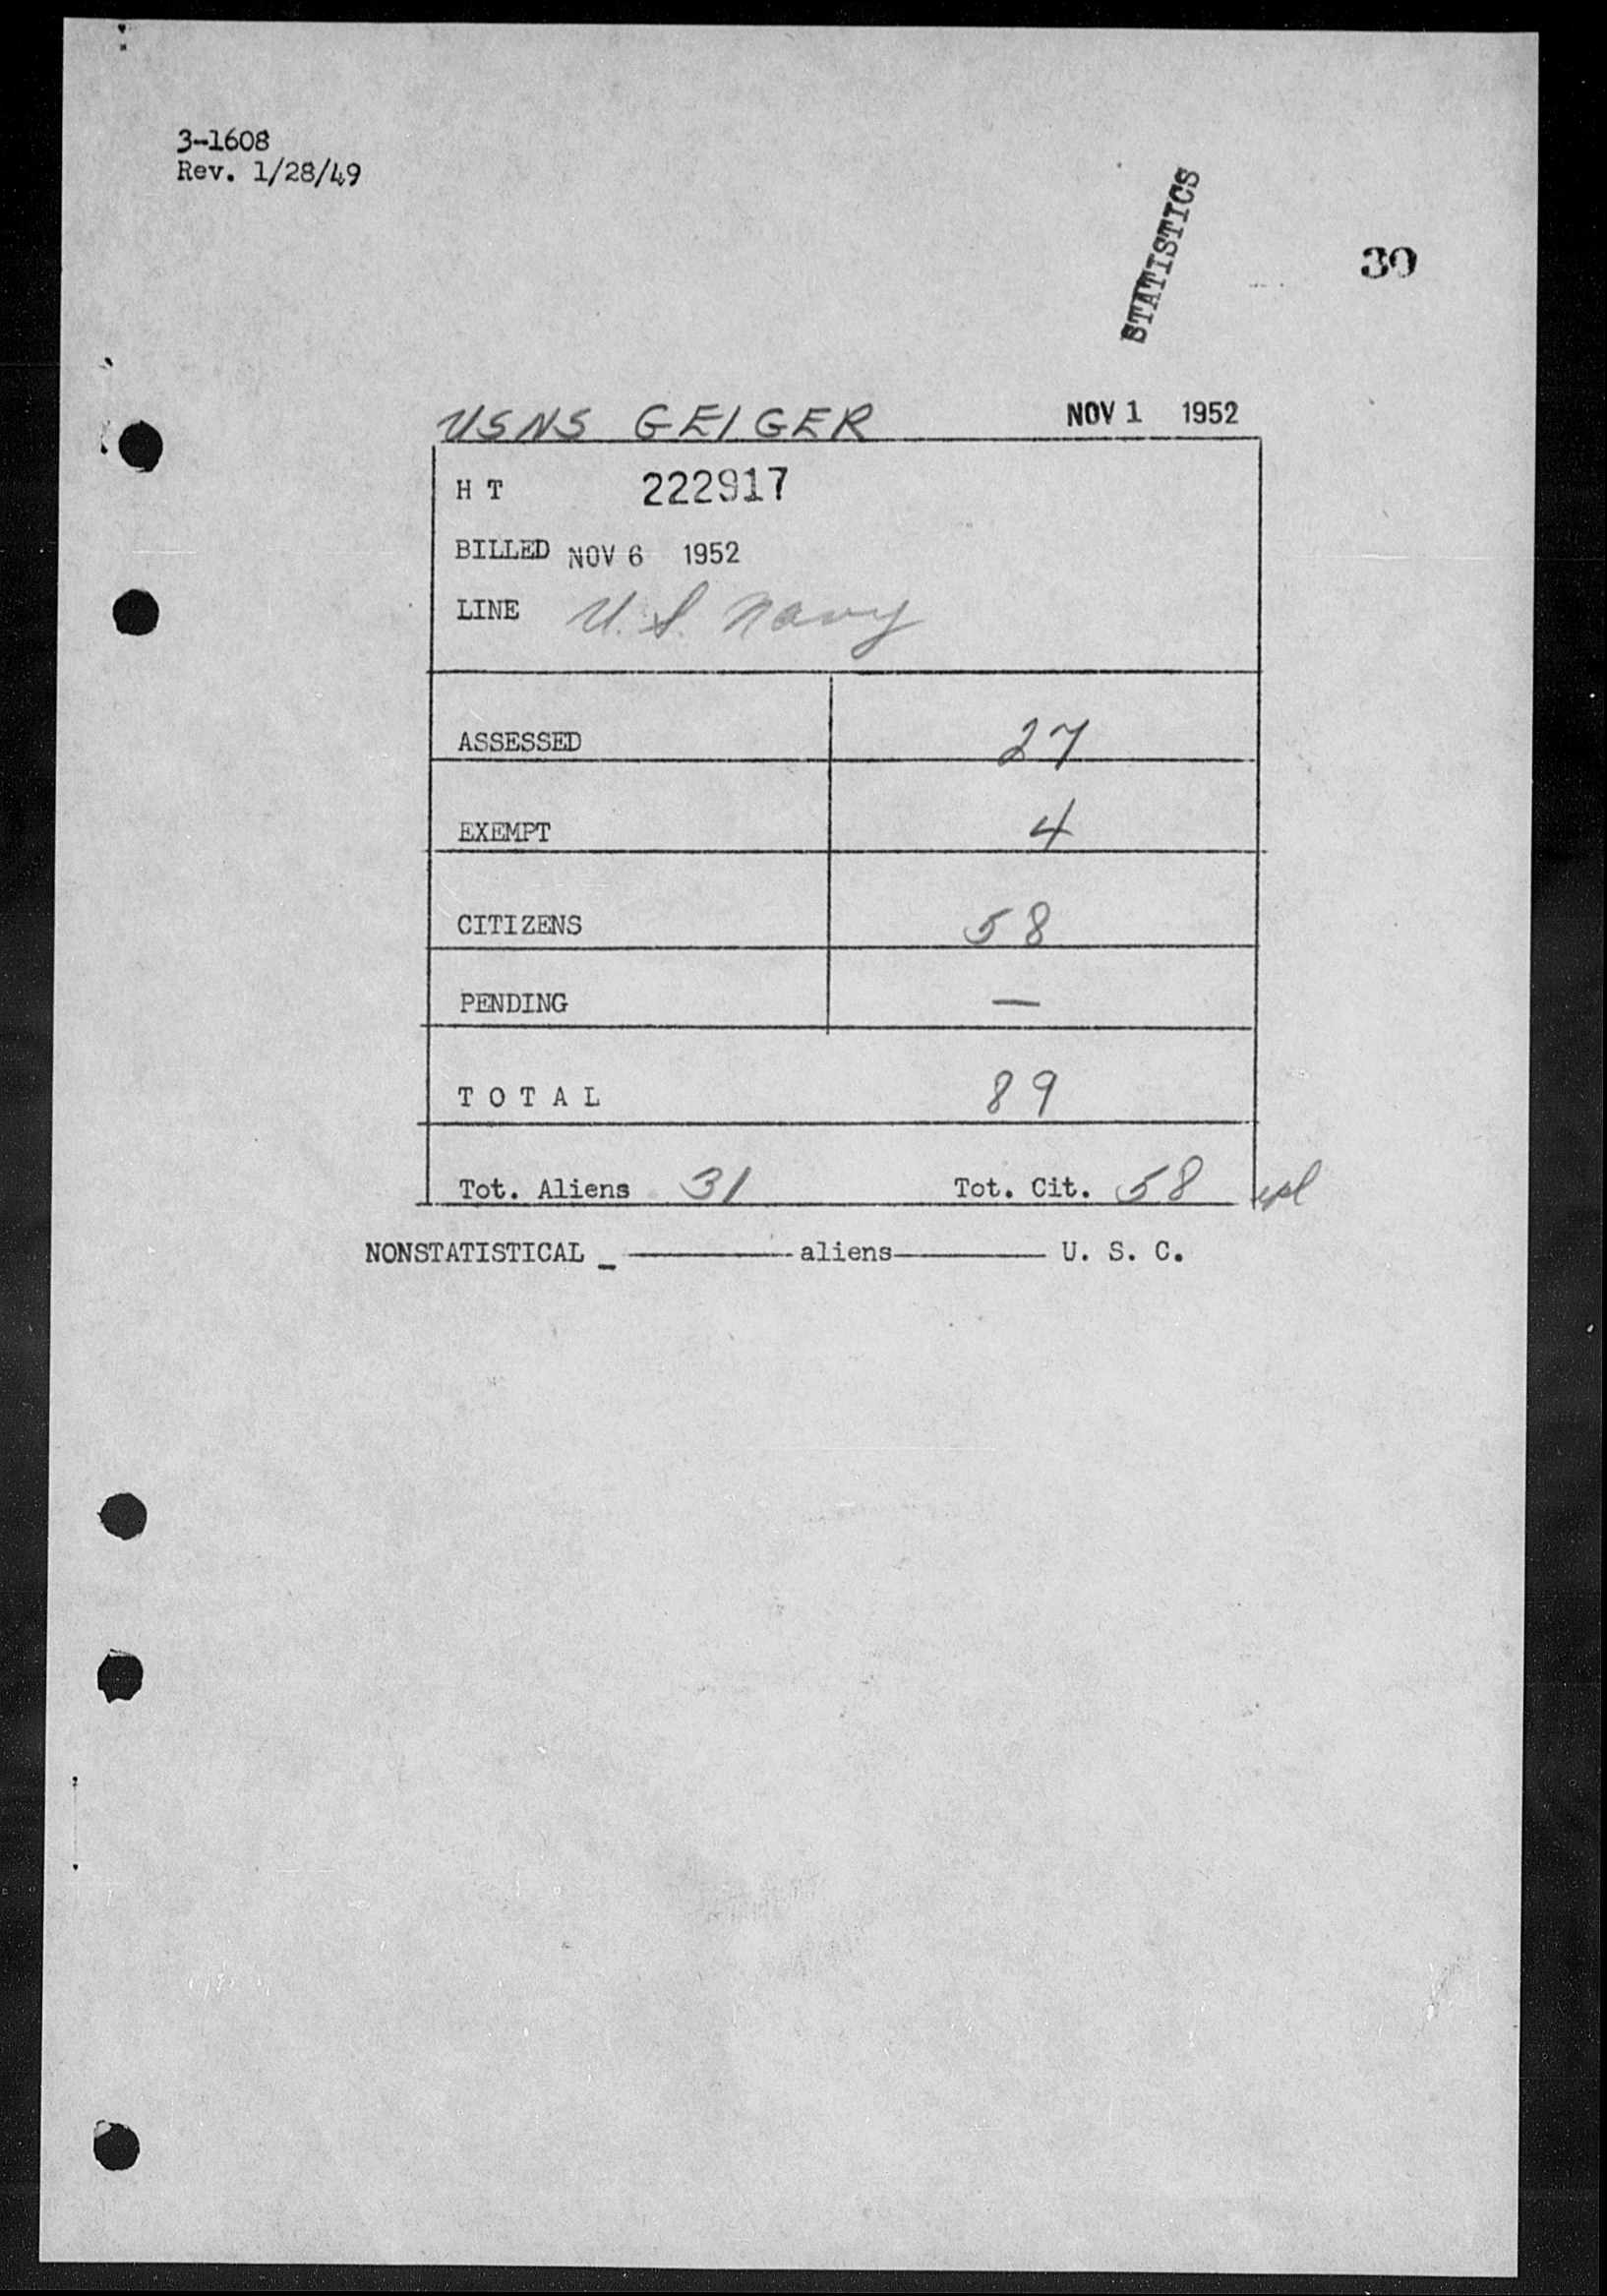 3-1608
Rev. 1/28/49
STATISTICS
30
USNS GEIGER NOV 1 1952
H T 222917
BILLED NOV 6 1952
LINE U.S. Navy
ASSESSED 27
EXEMPT 4
CITIZENS 58
PENDING —
T O T A L 89
Tot. Aliens 31 Tot. Cit. 58
NONSTATISTICAL _ ———— aliens ———— U. S. C.